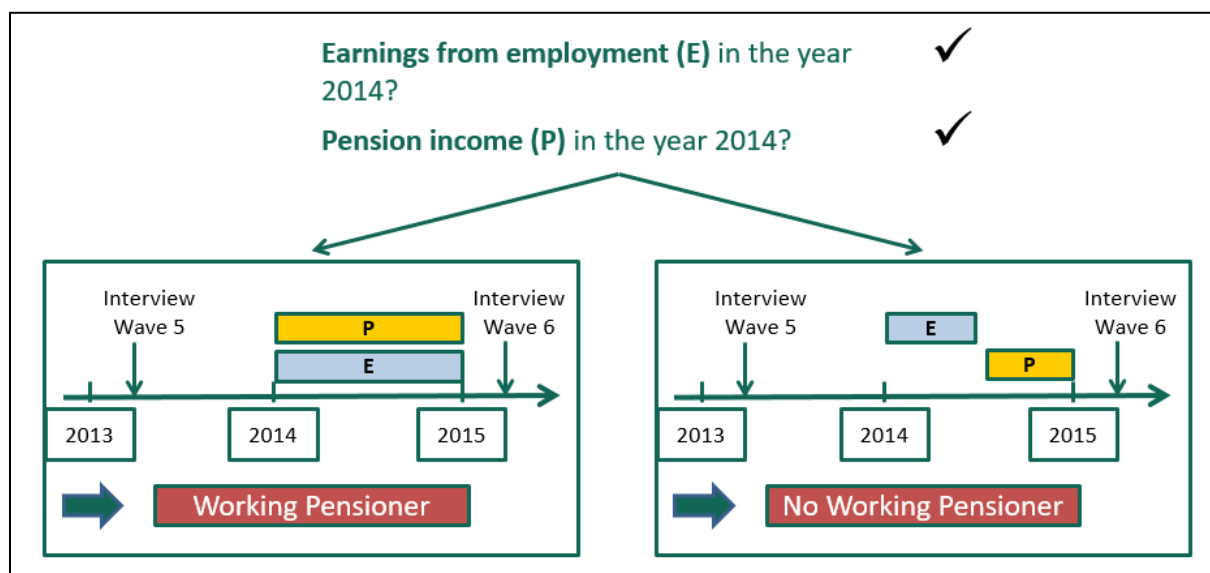 Earnings from employment (E) in the year
2014?
Pension income (P) in the year 2014?
Interview
Wave 5
Interview
Wave 6
P
E
2013
2014
2015
Working Pensioner
Interview
Wave 5
Interview
Wave 6
E
P
2013
2014
2015
No Working Pensioner